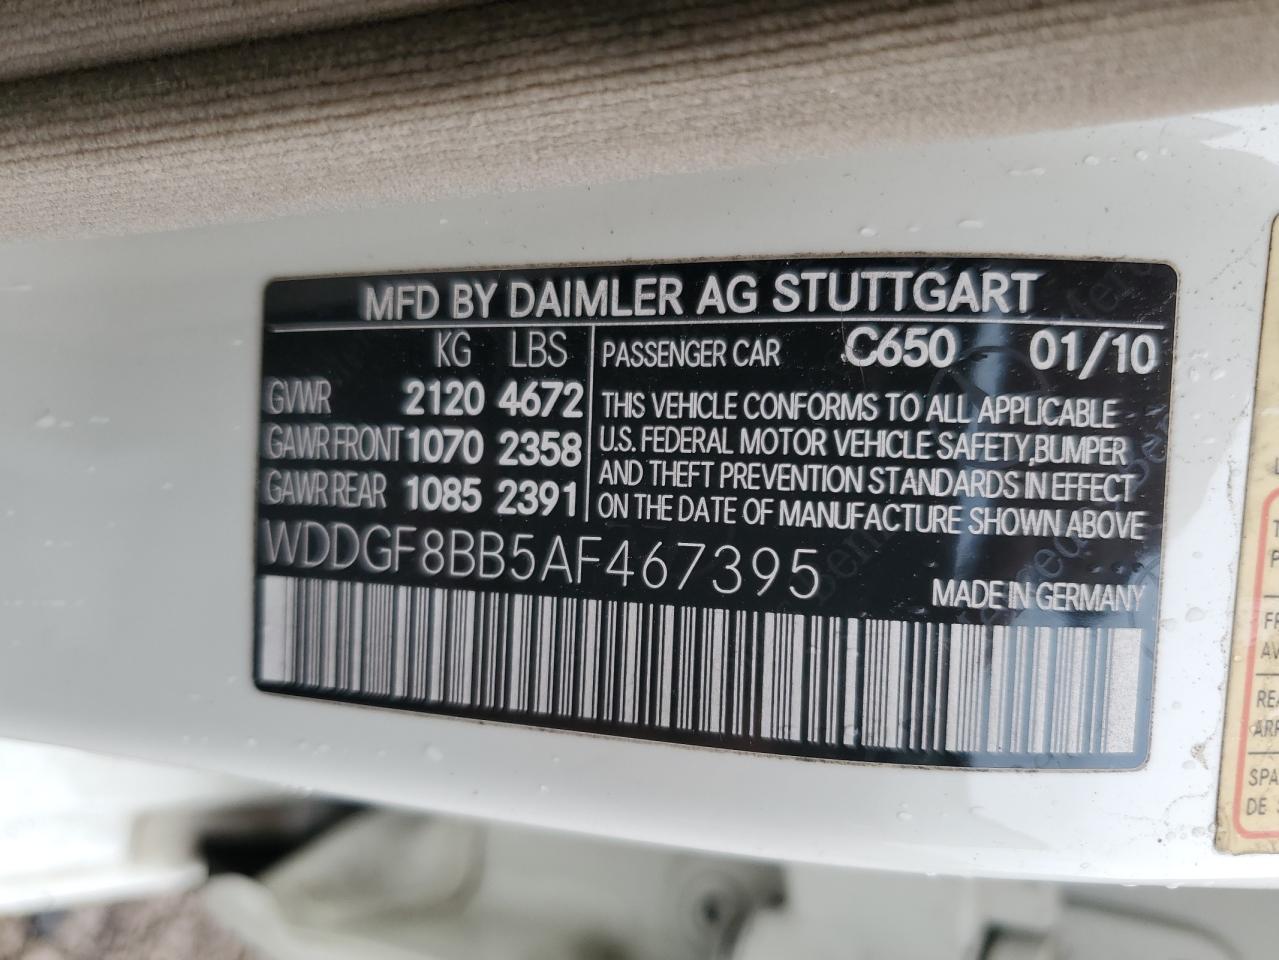 MFD BY DAIMLER AG STUTTGART
KG LBS
GVWR 2120 4672
GAWR FRONT 1070 2358
GAWR REAR 1085 2391
PASSENGER CAR C650 01/10
THIS VEHICLE CONFORMS TO ALL APPLICABLE
U.S. FEDERAL MOTOR VEHICLE SAFETY,BUMPER
AND THEFT PREVENTION STANDARDS IN EFFECT
ON THE DATE OF MANUFACTURE SHOWN ABOVE
WDDGF8BB5AF467395
MADE IN GERMANY
DE